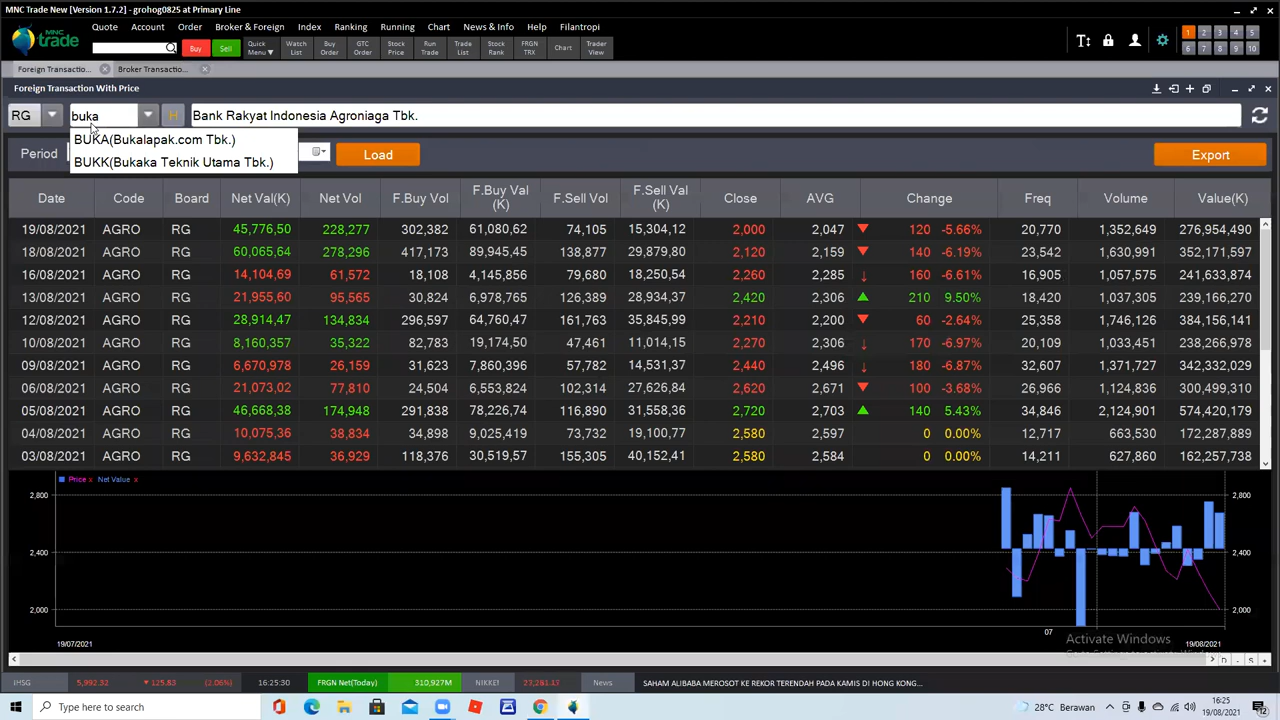 MNC Trade New [Version 1.7.2] - grohog0825 at Primary Line
Quote Account Order Broker & Foreign Index Ranking Running Chart News & Info Help Filantropi
MNC trade
Buy Sell Quick Menu Watch List Buy Order GTC Order Stock Price Run Trade Trade List Stock Rank FRGN TRX Chart Trader View
1 2 3 4 5
6 7 8 9 10
Foreign Transactio... Broker Transactio...
Foreign Transaction With Price
RG buka H Bank Rakyat Indonesia Agroniaga Tbk.
BUKA(Bukalapak.com Tbk.)
BUKK(Bukaka Teknik Utama Tbk.)
Period Load Export
Date Code Board Net Val(K) Net Vol F.Buy Vol F.Buy Val (K) F.Sell Vol F.Sell Val (K) Close AVG Change Freq Volume Value(K)
19/08/2021 AGRO RG 45,776,50 228,277 302,382 61,080,62 74,105 15,304,12 2,000 2,047 120 -5.66% 20,770 1,352,649 276,954,490
18/08/2021 AGRO RG 60,065,64 278,296 417,173 89,945,45 138,877 29,879,80 2,120 2,159 140 -6.19% 23,542 1,630,991 352,171,597
16/08/2021 AGRO RG 14,104,69 61,572 18,108 4,145,856 79,680 18,250,54 2,260 2,285 160 -6.61% 16,905 1,057,575 241,633,874
13/08/2021 AGRO RG 21,955,60 95,565 30,824 6,978,765 126,389 28,934,37 2,420 2,306 210 9.50% 18,420 1,037,305 239,166,270
12/08/2021 AGRO RG 28,914,47 134,834 296,597 64,760,47 161,763 35,845,99 2,210 2,200 60 -2.64% 25,358 1,746,126 384,156,141
10/08/2021 AGRO RG 8,160,357 35,322 82,783 19,174,50 47,461 11,014,15 2,270 2,306 170 -6.97% 20,109 1,033,451 238,266,978
09/08/2021 AGRO RG 6,670,978 26,159 31,623 7,860,396 57,782 14,531,37 2,440 2,496 180 -6.87% 32,607 1,371,727 342,332,029
06/08/2021 AGRO RG 21,073,02 77,810 24,504 6,553,824 102,314 27,626,84 2,620 2,671 100 -3.68% 26,966 1,124,836 300,499,310
05/08/2021 AGRO RG 46,668,38 174,948 291,838 78,226,74 116,890 31,558,36 2,720 2,703 140 5.43% 34,846 2,124,901 574,420,179
04/08/2021 AGRO RG 10,075,36 38,834 34,898 9,025,419 73,732 19,100,77 2,580 2,597 0 0.00% 12,717 663,530 172,287,889
03/08/2021 AGRO RG 9,632,845 36,929 118,376 30,519,57 155,305 40,152,41 2,580 2,584 0 0.00% 14,211 627,860 162,257,738
Price x Net Value x
2,800 2,800
2,400 2,400
2,000 2,000
07
19/07/2021 19/08/2021
Activate Windows
D - S +
IHSG 5,992.32 125.83 (2.06%) 16:25:30 FRGN Net(Today) 310,927M NIKKEI News SAHAM ALIBABA MEROSOT KE REKOR TERENDAH PADA KAMIS DI HONG KONG...
Type here to search 28°C Berawan 16:25
19/08/2021 12